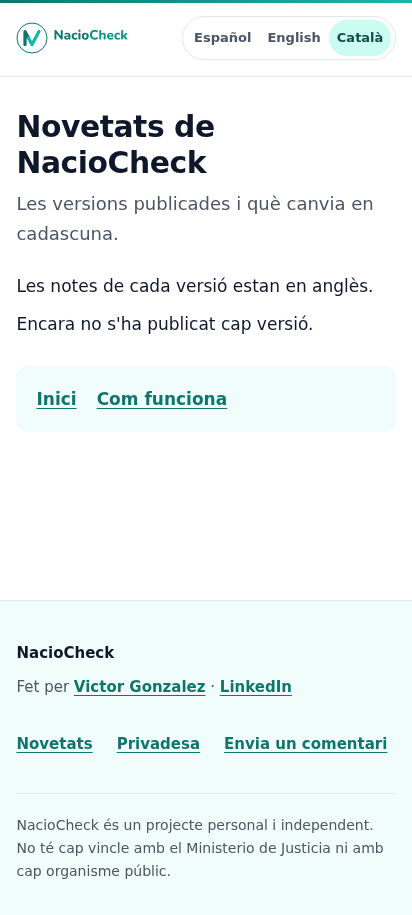 NacioCheck
Español English Català
Novetats de
NacioCheck
Les versions publicades i què canvia en
cadascuna.
Les notes de cada versió estan en anglès.
Encara no s'ha publicat cap versió.
Inici Com funciona
NacioCheck
Fet per Victor Gonzalez · LinkedIn
Novetats Privadesa Envia un comentari
NacioCheck és un projecte personal i independent.
No té cap vincle amb el Ministerio de Justicia ni amb
cap organisme públic.